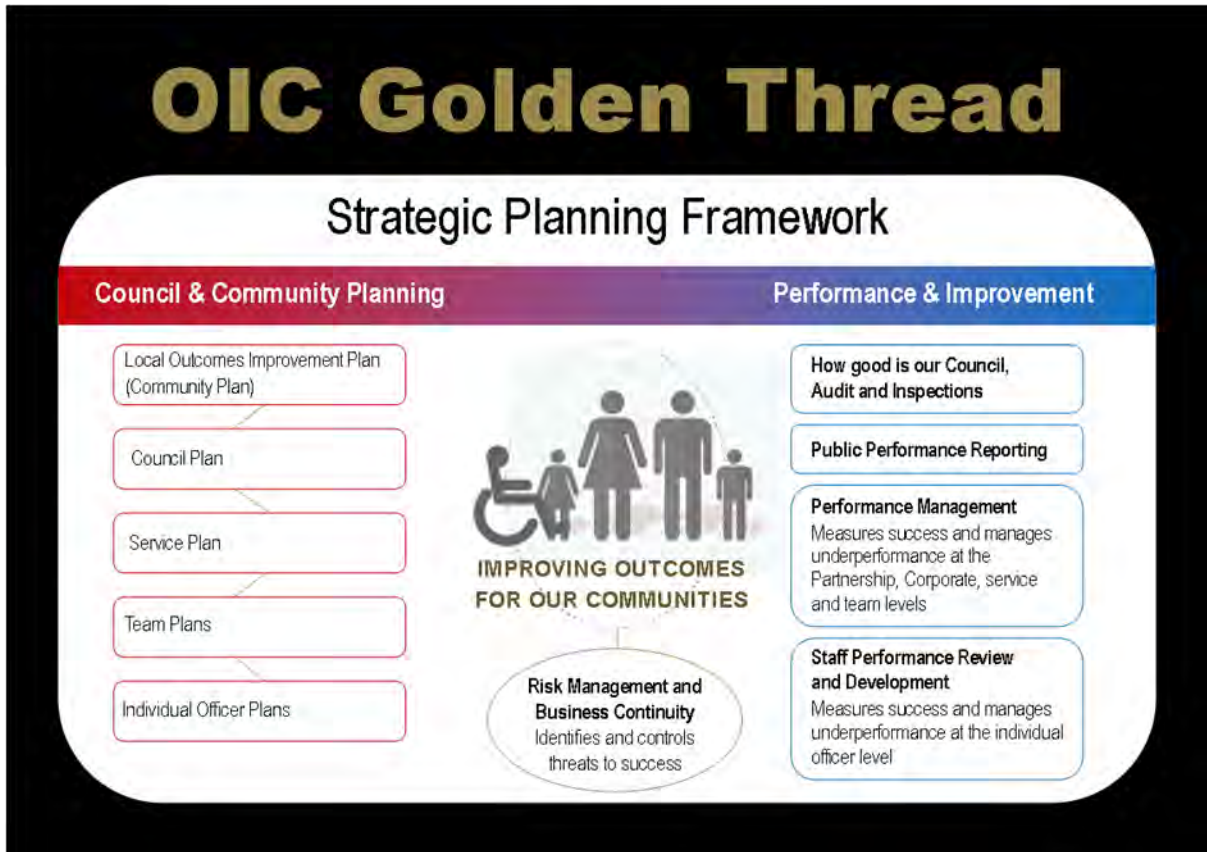 OIC Golden Thread
Strategic Planning Framework
Council & Community Planning
Performance & Improvement
Local Outcomes Improvement Plan
(Community Plan)
Council Plan
Service Plan
Team Plans
Individual Officer Plans
IMPROVING OUTCOMES
FOR OUR COMMUNITIES
Risk Management and
Business Continuity
Identifies and controls
threats to success
How good is our Council,
Audit and Inspections
Public Performance Reporting
Performance Management
Measures success and manages
underperformance at the
Partnership, Corporate, service
and team levels
Staff Performance Review
and Development
Measures success and manages
underperformance at the individual
officer level